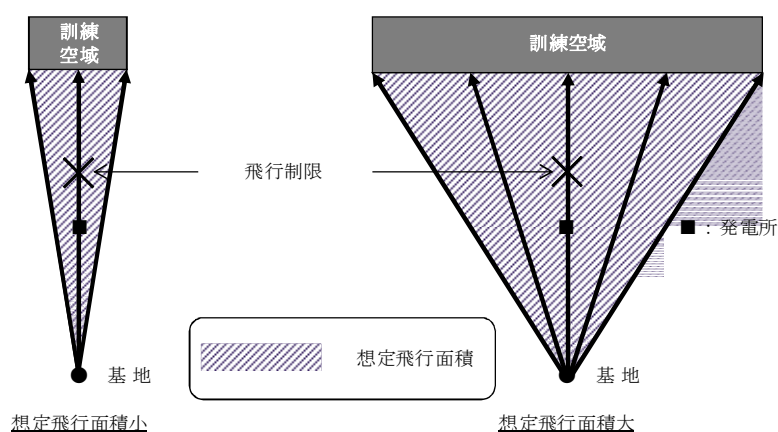 訓練
空域
訓練空域
飛行制限
■：発電所
想定飛行面積
基 地
基 地
想定飛行面積小
想定飛行面積大